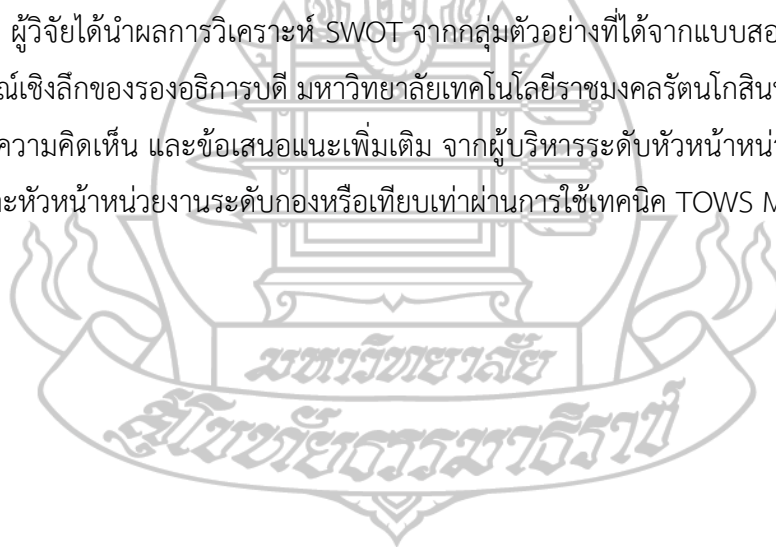 ผู้วิจัยได้นำผลการวิเคราะห์ SWOT จากกลุ่มตัวอย่างที่ได้จากแบบสอ
ณ์เชิงลึกของรองอธิการบดี มหาวิทยาลัยเทคโนโลยีราชมงคลรัตนโกสิน
ความคิดเห็น และข้อเสนอแนะเพิ่มเติม จากผู้บริหารระดับหัวหน้าหน่
ะหัวหน้าหน่วยงานระดับกองหรือเทียบเท่าผ่านการใช้เทคนิค TOWS M
มหาวิทยาลัย
สุโขทัยธรรมาธิราช